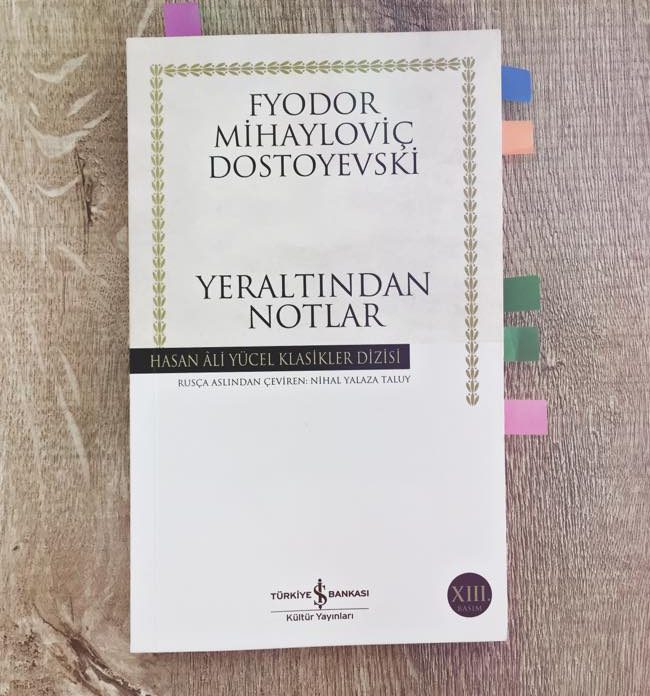 FYODOR
MİHAYLOVİÇ
DOSTOYEVSKİ
YERALTINDAN
NOTLAR
HASAN ÂLİ YÜCEL KLASİKLER DİZİSİ
RUSÇA ASLINDAN ÇEVİREN: NİHAL YALAZA TALUY
TÜRKİYE İŞ BANKASI
Kültür Yayınları
XIII.
BASIM